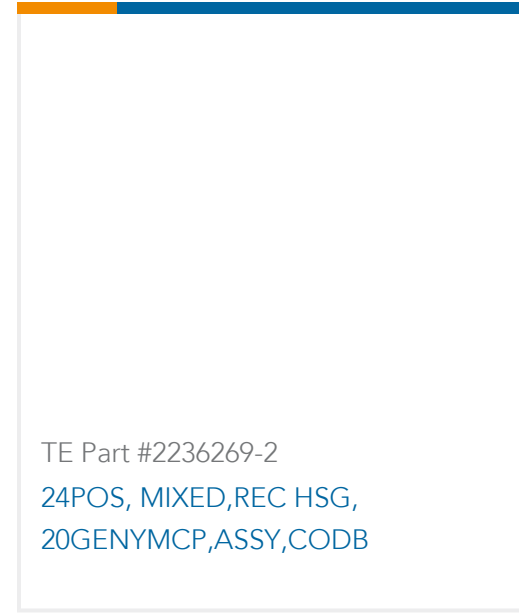 TE Part #2236269-2
24POS, MIXED,REC HSG,
20GENYMCP,ASSY,CODB